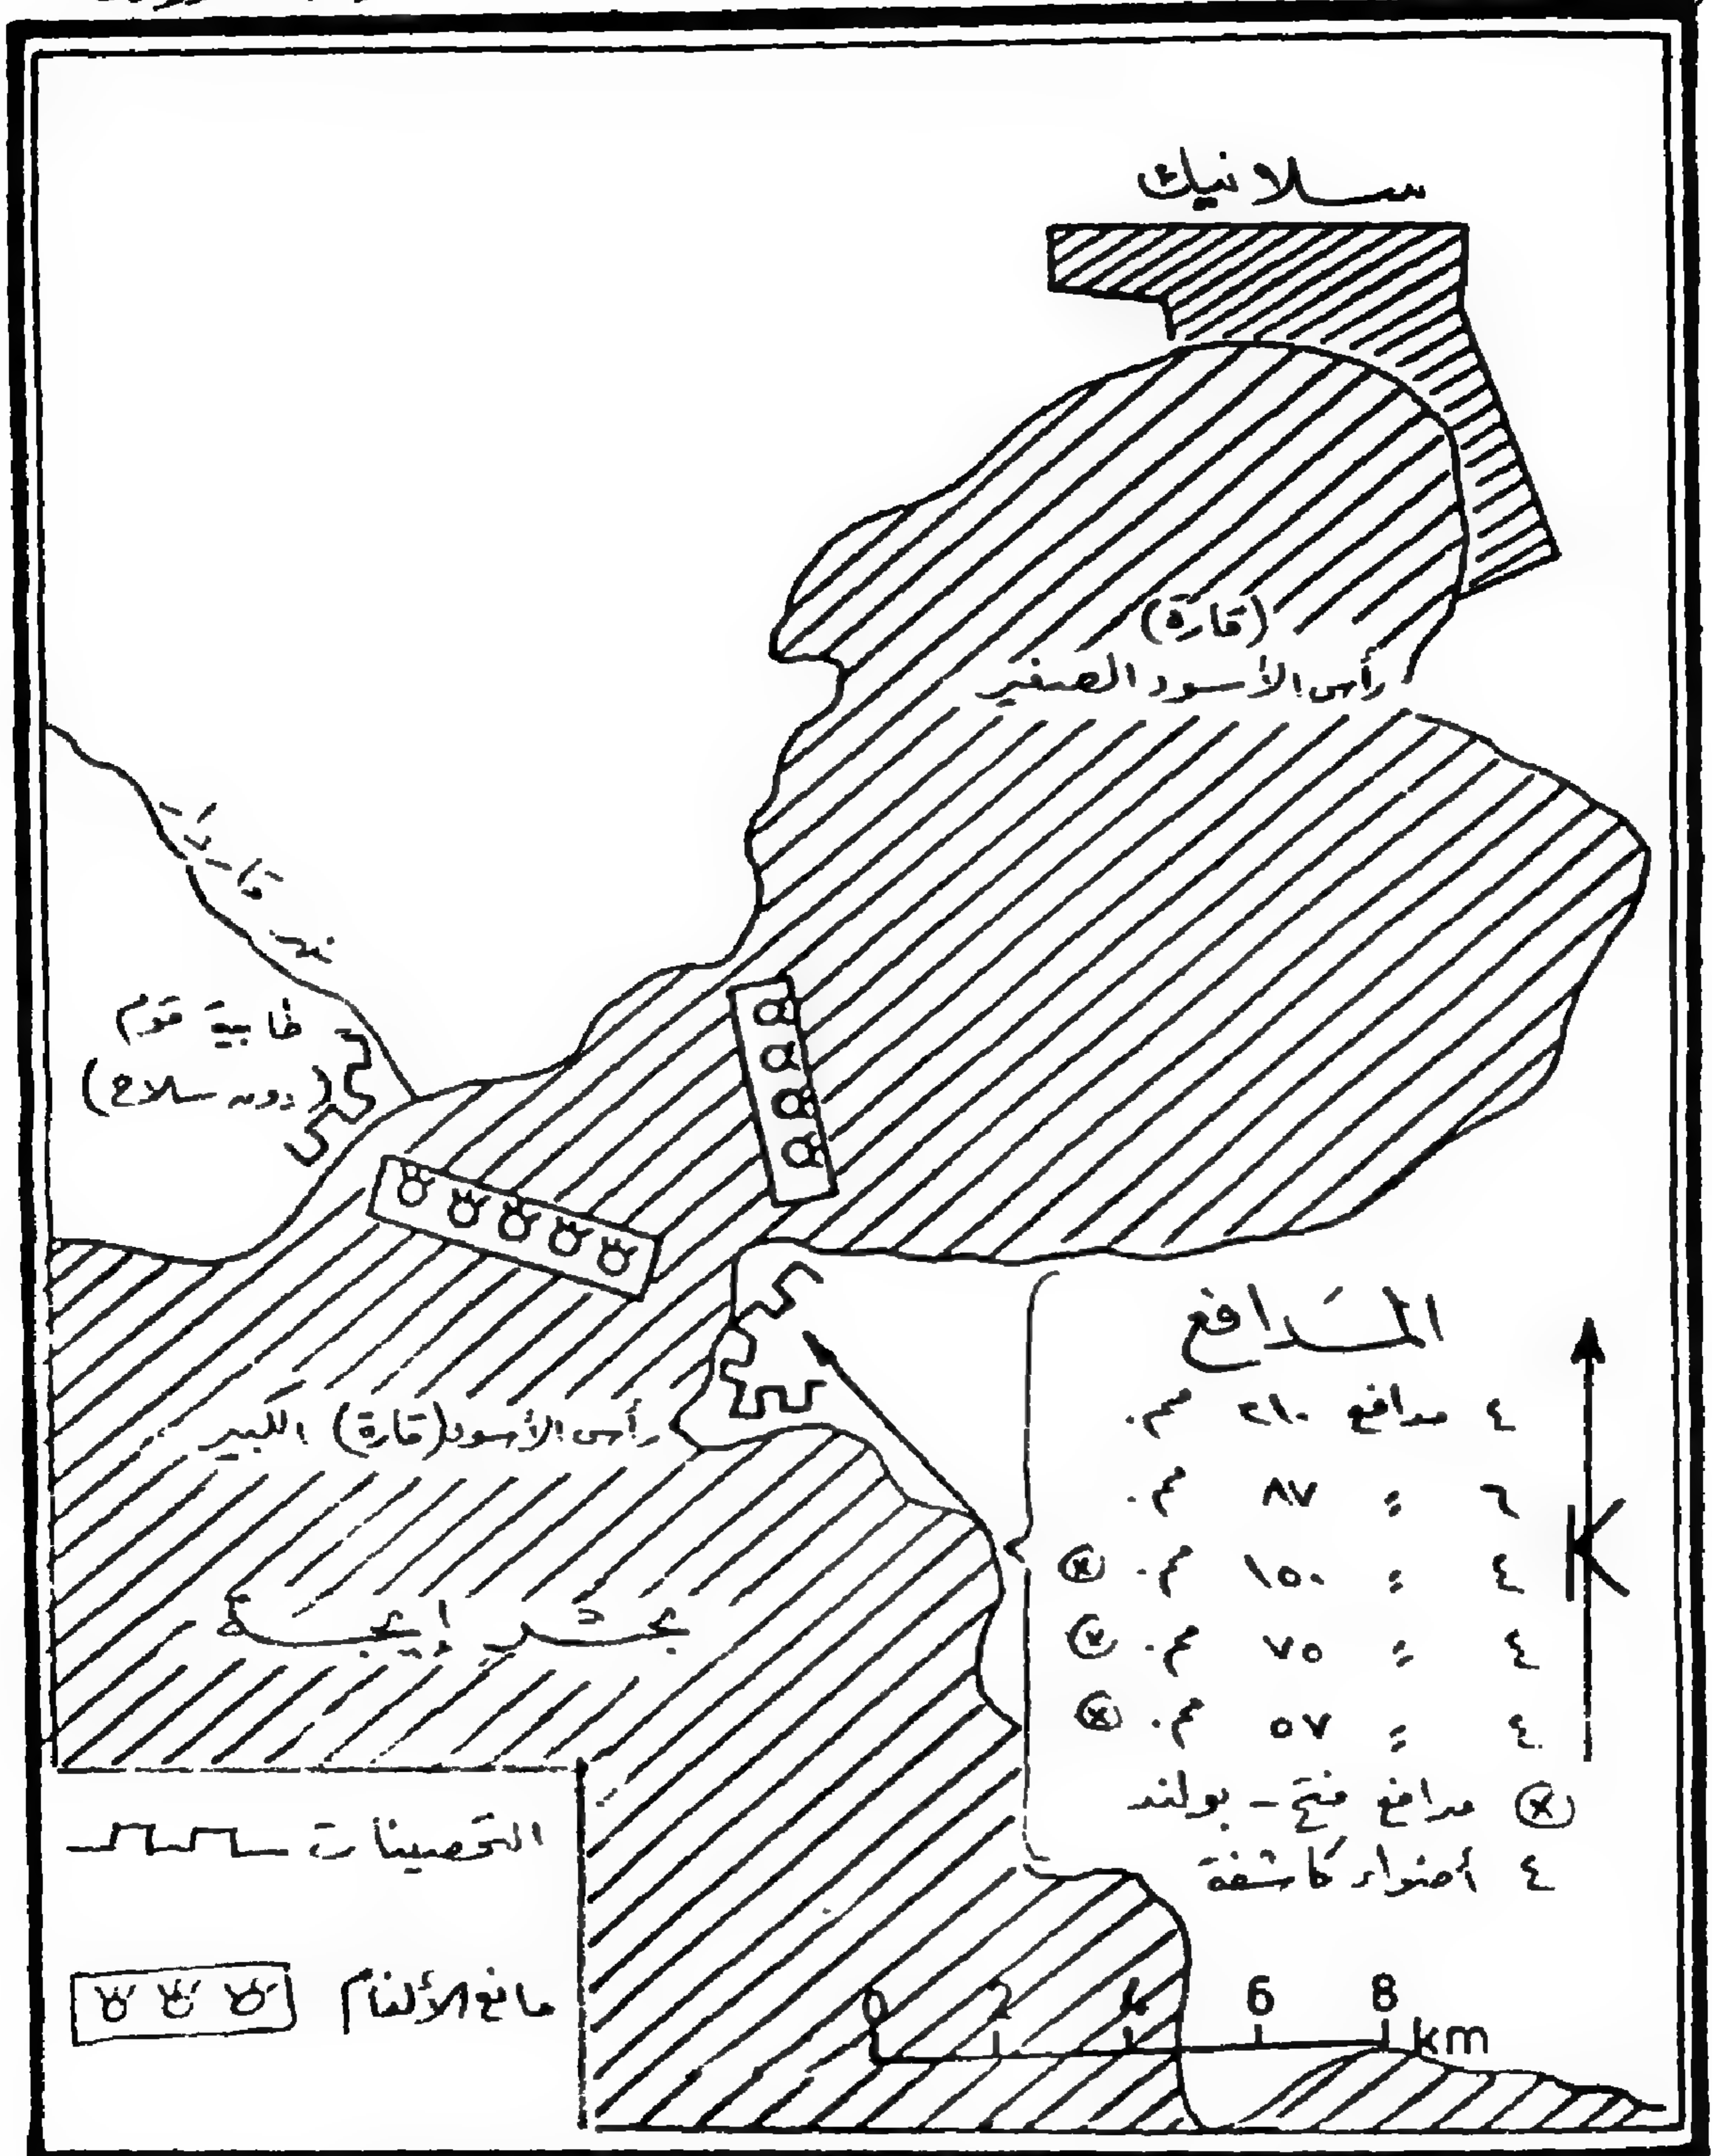 سلانيك
(قارة)
رأس الأسود الصغير
نهر قارة
طابية قوم
(دون سلاح)
رأس الأسود (قارة) الكبير
بحر إيجة
المدافع
٤ مدافع ٢١٠ مم.
٦ = ٨٧ مم.
٤ = ١٥٠ مم. ⊗
٤ = ٧٥ مم. ⊗
٤ = ٥٧ مم. ⊗
⊗ مدافع فتح - بولند
٤ أضواء كاشفة
K
التحصينات
مانع الألغام
0 2 4 6 8 km